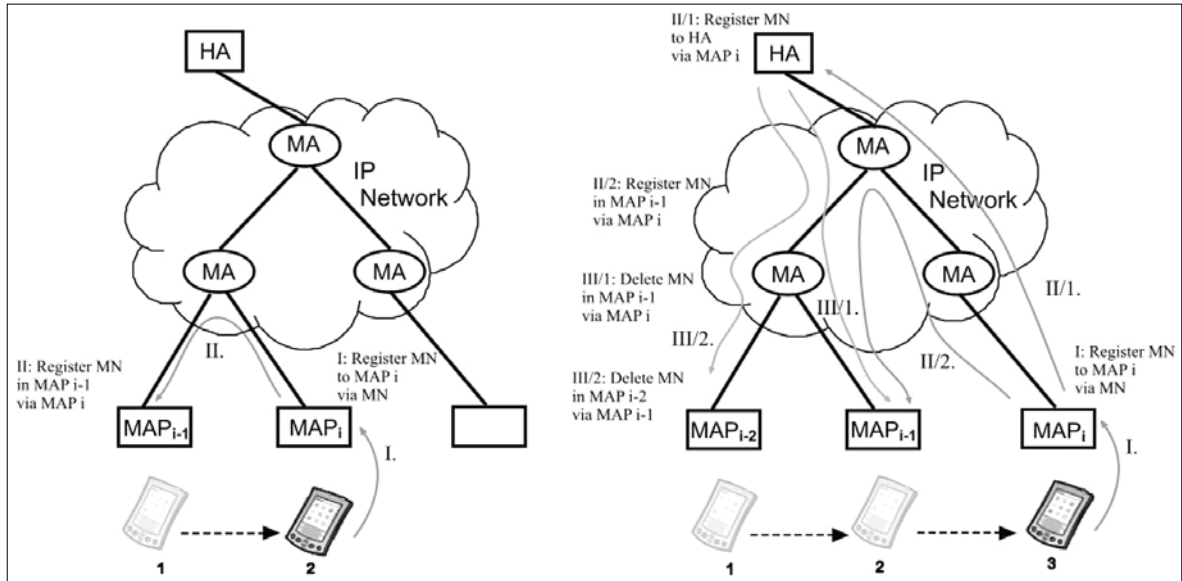 HA
MA
IP
Network
MA
MA
II.
II: Register MN
in MAP i-1
via MAP i
I: Register MN
to MAP i
via MN
MAPi-1
MAPi
I.
1
2
II/1: Register MN
to HA
via MAP i
HA
MA
IP
Network
II/2: Register MN
in MAP i-1
via MAP i
MA
MA
III/1: Delete MN
in MAP i-1
via MAP i
III/1.
II/1.
III/2.
II/2.
I: Register MN
to MAP i
via MN
III/2: Delete MN
in MAP i-2
via MAP i-1
MAPi-2
MAPi-1
MAPi
I.
1
2
3